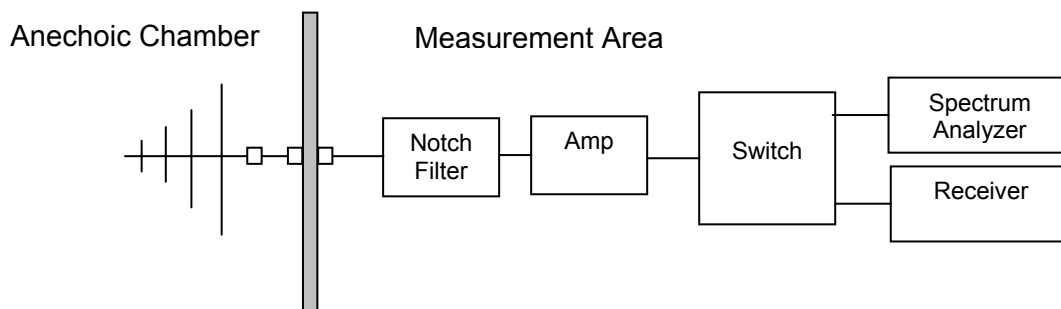 Anechoic Chamber
Measurement Area
Notch
Filter
Amp
Switch
Spectrum
Analyzer
Receiver